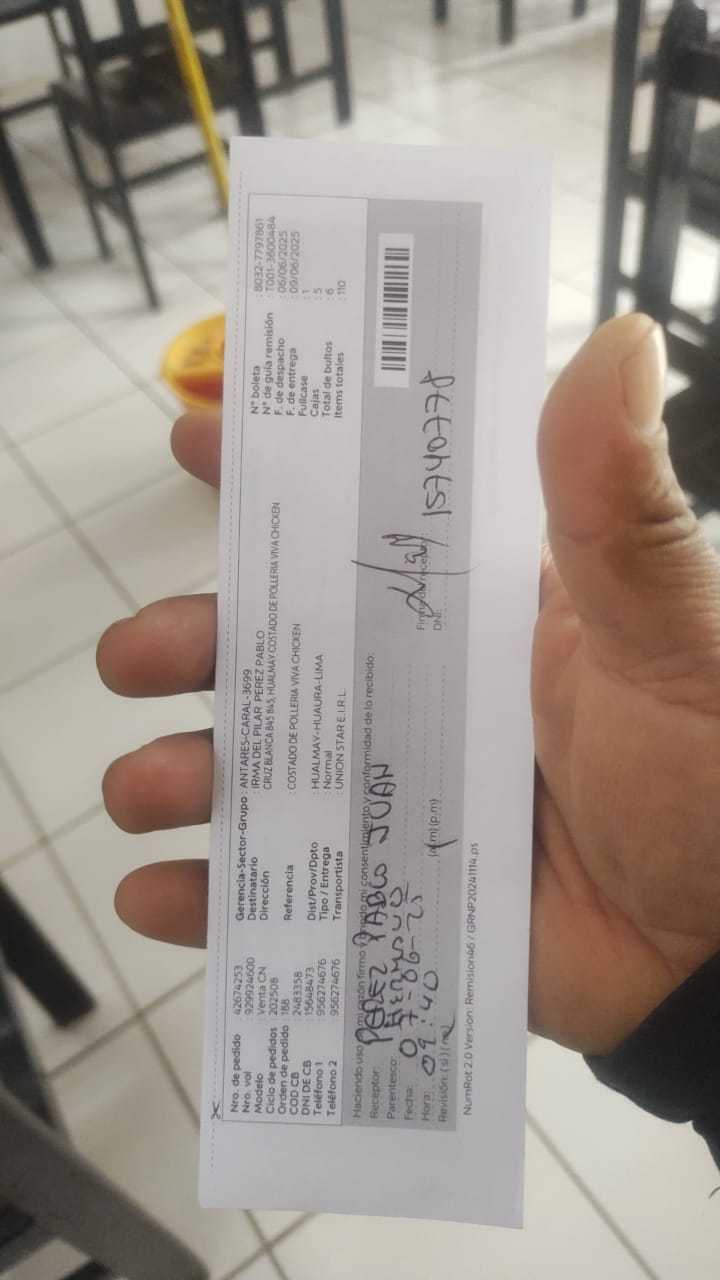 Nro. de pedido : 42674253
Nro. vol : 929924600
Modelo : Venta CN
Ciclo de pedidos : 202508
Orden de pedido : 188
COD CB : 2483358
DNI DE CB : 15648473
Teléfono 1 : 956274676
Teléfono 2 : 956274676
Gerencia-Sector-Grupo : ANTARES-CARAL-3699
Destinatario : IRMA DEL PILAR PEREZ PABLO
Dirección CRUZ BLANCA 845 845, HUALMAY COSTADO DE POLLERIA VIVA CHICKEN
Referencia : COSTADO DE POLLERIA VIVA CHICKEN
Dist/Prov/Dpto : HUALMAY-HUAURA-LIMA
Tipo / Entrega : Normal
Transportista : UNION STAR E.I.R.L.
N° boleta : B032-7797861
N° de guía remisión : T001-3600484
F. de despacho : 06/06/2025
F. de entrega : 09/06/2025
Fullcase : 1
Cajas : 5
Total de bultos : 6
Items totales : 110
Haciendo uso de mi razón firmo dando mi consentimiento y conformidad de lo recibido:
Receptor: PEREZ PABLO JUAN
Parentesco: HERMANO
Fecha: 07-06-25
Hora: 09:40 (a.m) (p.m)
Revisión: (si) (no)
Firma de receptor:
DNI: 15740778
NumRot 2.0 Version: Remision46 / GRNP20241114.ps